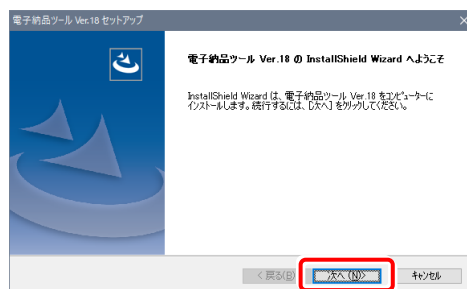 電子納品ツール Ver.18 セットアップ
電子納品ツール Ver.18 の InstallShield Wizard へようこそ
InstallShield Wizard は、電子納品ツール Ver.18 をコンピューターに
インストールします。続行するには、[次へ] をクリックしてください。
< 戻る(B)
次へ(N)>
キャンセル